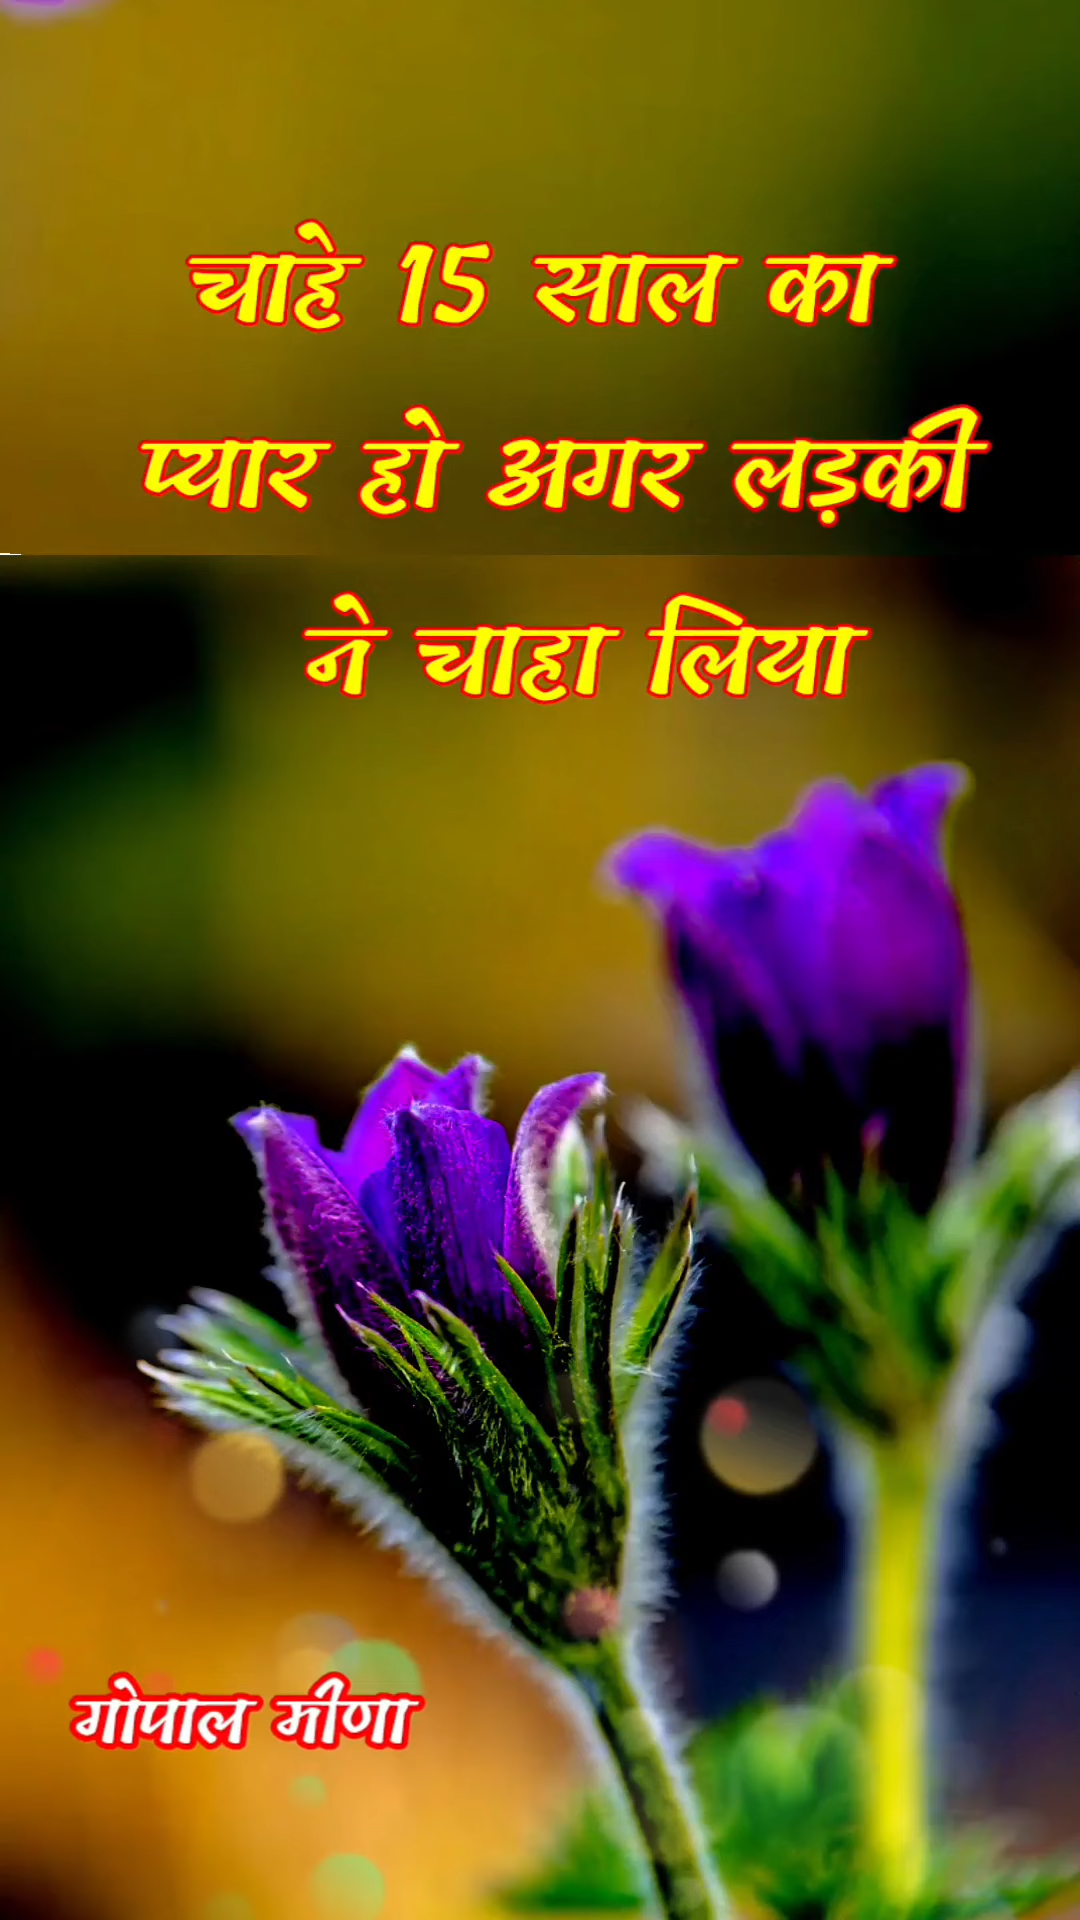 चाहे 15 साल का
प्यार हो अगर लड़की
ने चाहा लिया
गोपाल मीणा